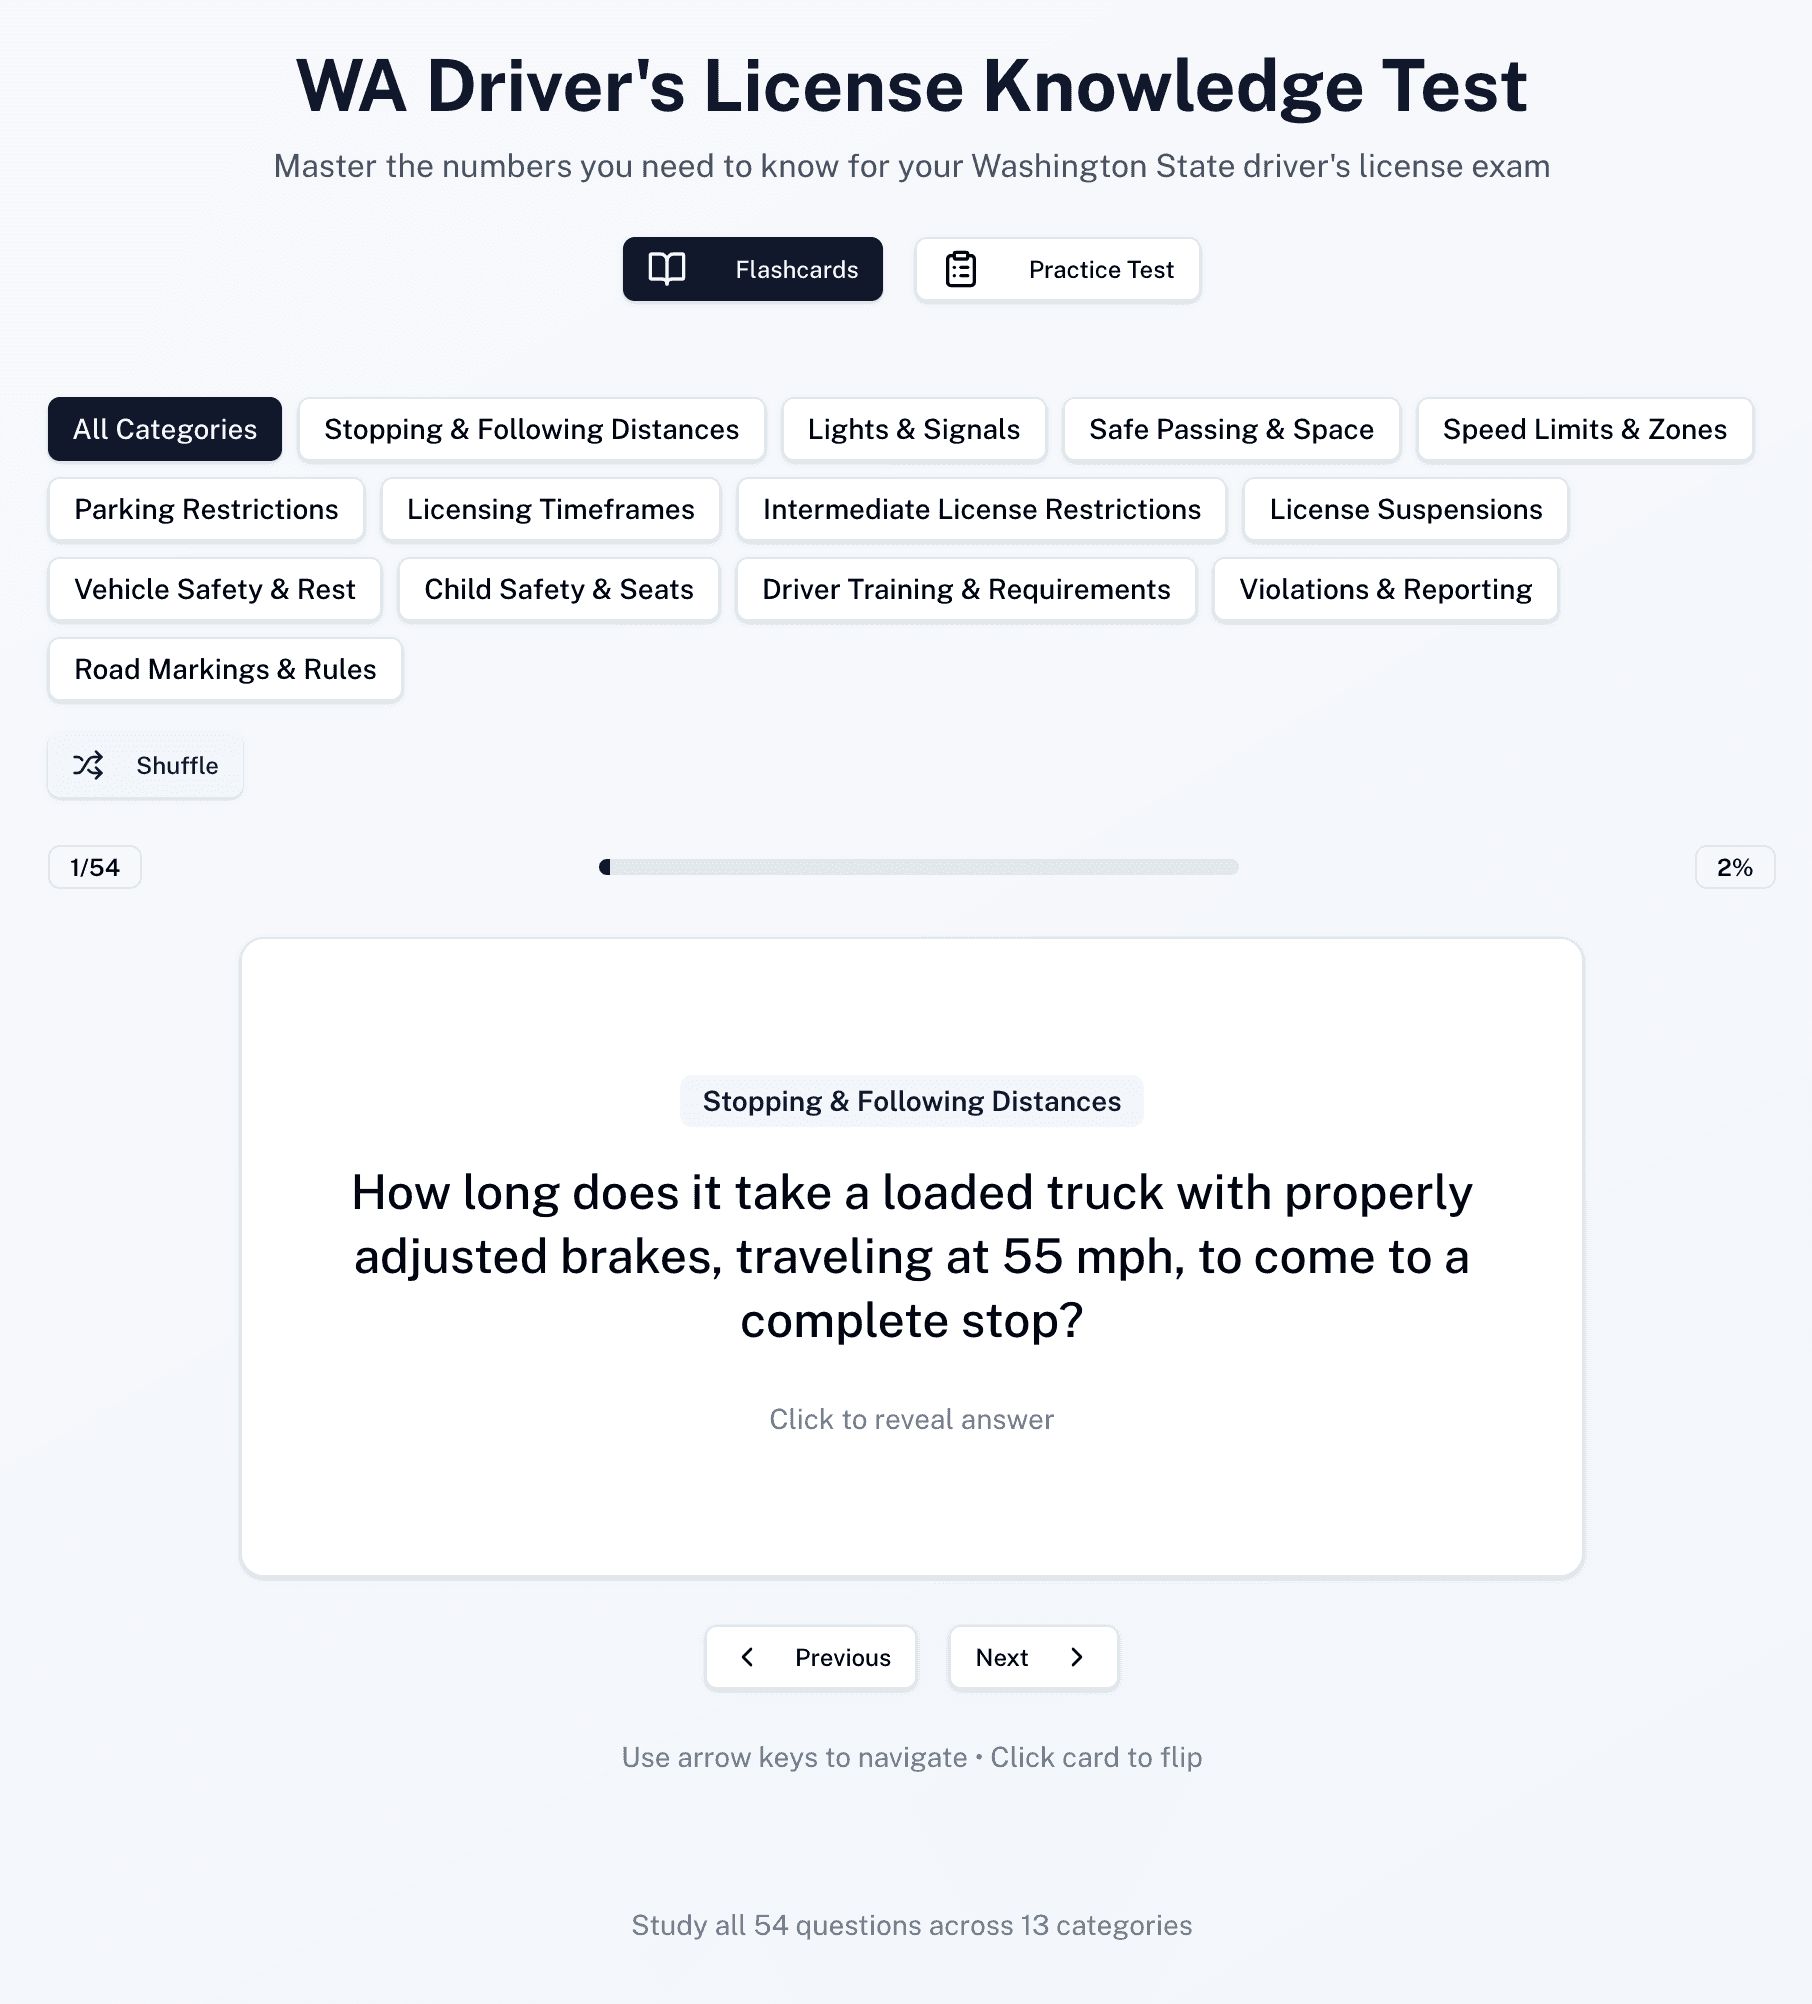 WA Driver's License Knowledge Test
Master the numbers you need to know for your Washington State driver's license exam
Flashcards
Practice Test
All Categories
Stopping & Following Distances
Lights & Signals
Safe Passing & Space
Speed Limits & Zones
Parking Restrictions
Licensing Timeframes
Intermediate License Restrictions
License Suspensions
Vehicle Safety & Rest
Child Safety & Seats
Driver Training & Requirements
Violations & Reporting
Road Markings & Rules
Shuffle
1/54
2%
Stopping & Following Distances
How long does it take a loaded truck with properly
adjusted brakes, traveling at 55 mph, to come to a
complete stop?
Click to reveal answer
Previous
Next
Use arrow keys to navigate • Click card to flip
Study all 54 questions across 13 categories